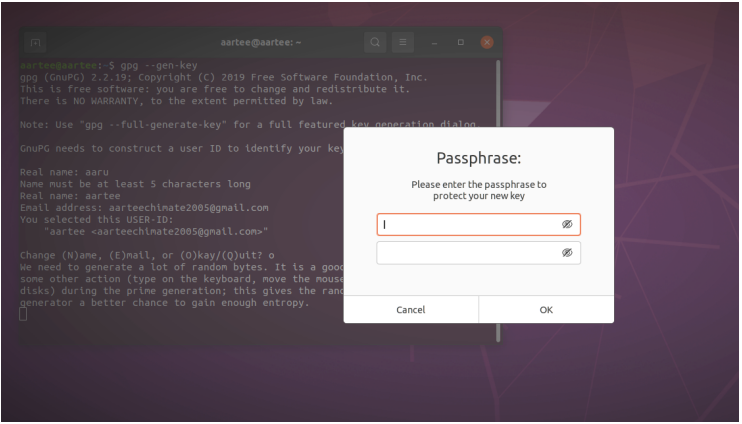 aartee@aartee: ~
aartee@aartee:~$ gpg --gen-key
gpg (GnuPG) 2.2.19; Copyright (C) 2019 Free Software Foundation, Inc.
This is free software: you are free to change and redistribute it.
There is NO WARRANTY, to the extent permitted by law.
Note: Use "gpg --full-generate-key" for a full featured key generation dialog.
GnuPG needs to construct a user ID to identify your key
Real name: aaru
Name must be at least 5 characters long
Real name: aartee
Email address: aarteechimate2005@gmail.com
You selected this USER-ID:
"aartee <aarteechimate2005@gmail.com>"
Change (N)ame, (E)mail, or (O)kay/(Q)uit? o
We need to generate a lot of random bytes. It is a good
some other action (type on the keyboard, move the mouse
disks) during the prime generation; this gives the rand
generator a better chance to gain enough entropy.
Passphrase:
Please enter the passphrase to
protect your new key
Cancel
OK